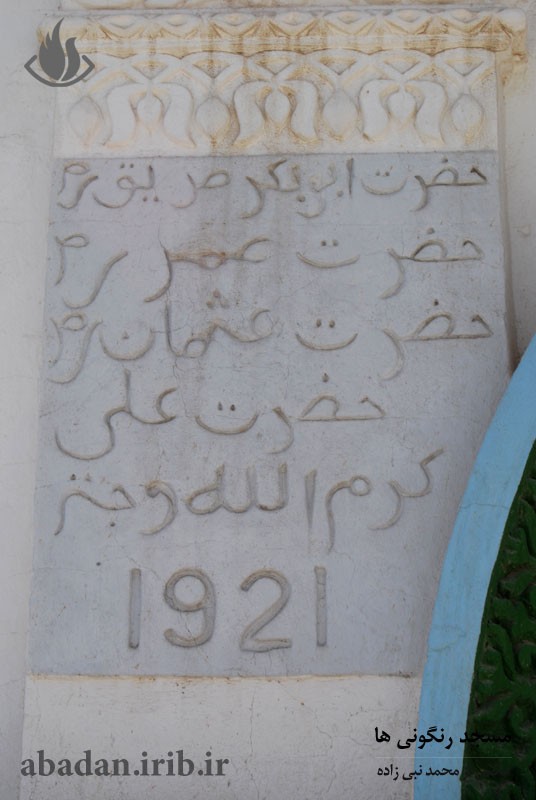 حضرت ابوبکر صدیق رض
حضرت عمر رض
حضرت عثمان رض
حضرت علی
کرم الله وجہ
1921
مسجد رنگونی ها
محمد نبی زاده
abadan.irib.ir